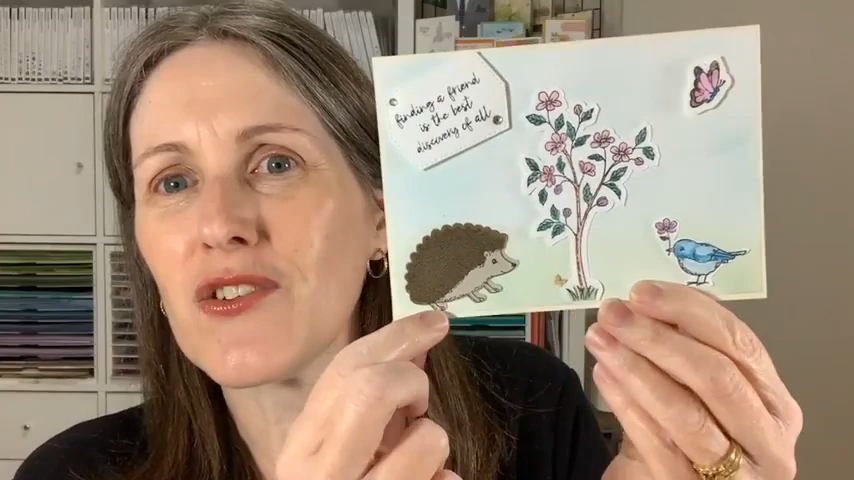 finding a friend
is the best
discovery of all